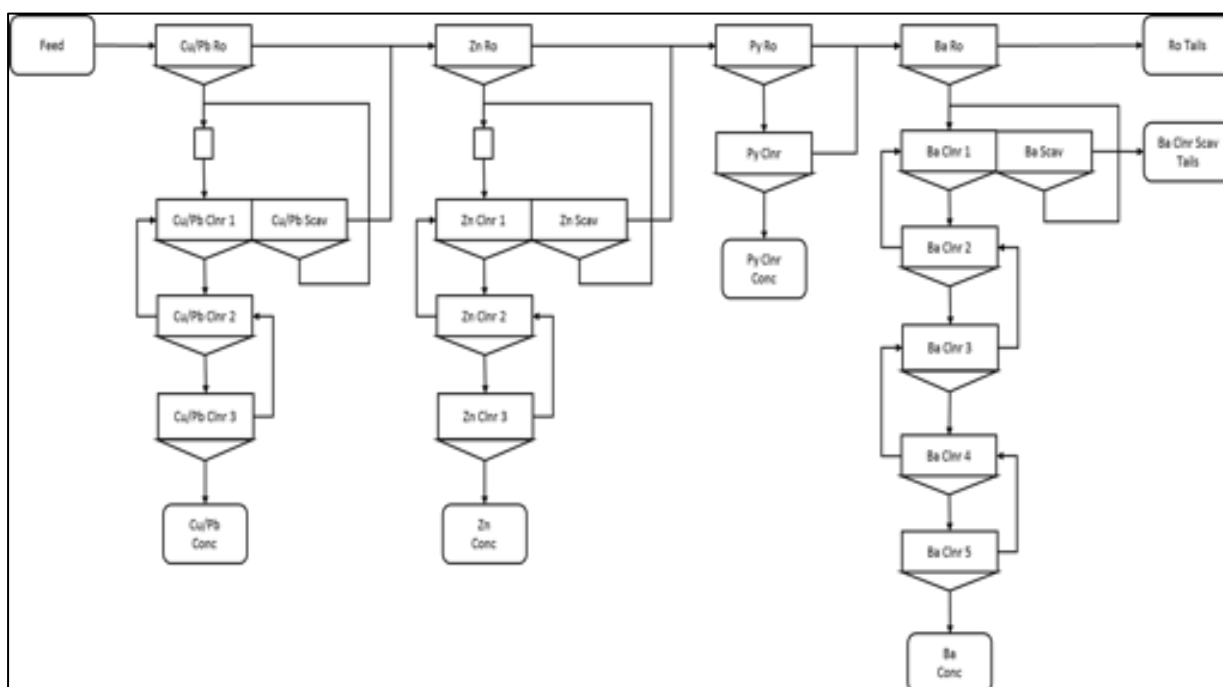 Feed
Cu/Pb Ro
Zn Ro
Py Ro
Ba Ro
Ro Tails
Py Clnr
Ba Clnr 1
Ba Scav
Ba Clnr Scav
Tails
Cu/Pb Clnr 1
Cu/Pb Scav
Zn Clnr 1
Zn Scav
Py Clnr
Conc
Ba Clnr 2
Cu/Pb Clnr 2
Zn Clnr 2
Ba Clnr 3
Cu/Pb Clnr 3
Zn Clnr 3
Ba Clnr 4
Cu/Pb
Conc
Zn
Conc
Ba Clnr 5
Ba
Conc